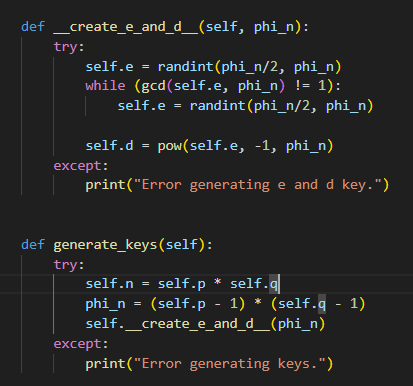 def __create_e_and_d__(self, phi_n):
    try:
        self.e = randint(phi_n/2, phi_n)
        while (gcd(self.e, phi_n) != 1):
            self.e = randint(phi_n/2, phi_n)
        self.d = pow(self.e, -1, phi_n)
    except:
        print("Error generating e and d key.")
def generate_keys(self):
    try:
        self.n = self.p * self.q
        phi_n = (self.p - 1) * (self.q - 1)
        self.__create_e_and_d__(phi_n)
    except:
        print("Error generating keys.")